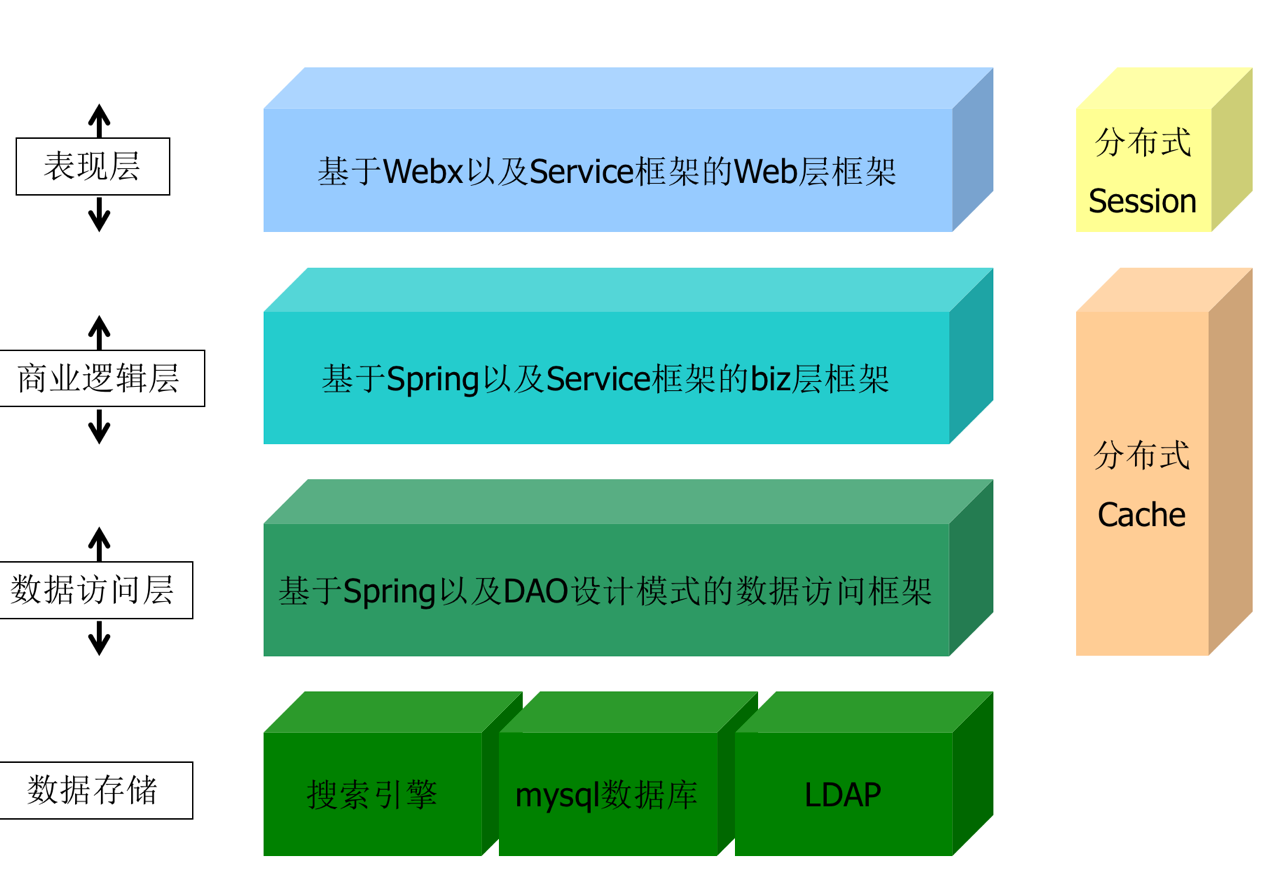 表现层
基于Webx以及Service框架的Web层框架
分布式
Session
商业逻辑层
基于Spring以及Service框架的biz层框架
分布式
Cache
数据访问层
基于Spring以及DAO设计模式的数据访问框架
数据存储
搜索引擎
mysql数据库
LDAP